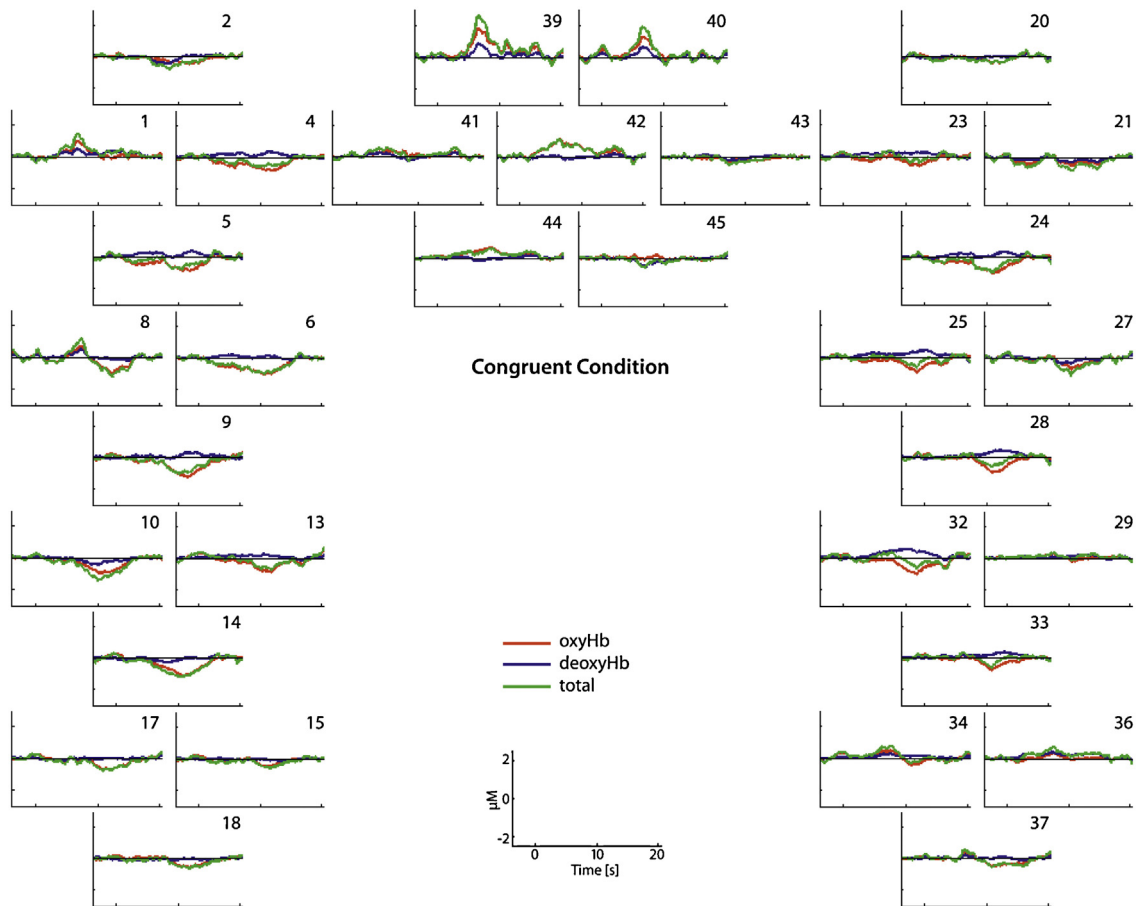 2 39 40 20
1 4 41 42 43 23 21
5 44 45 24
8 6 25 27
Congruent Condition
9 28
10 13 32 29
14 33
oxyHb
deoxyHb
total
17 15 34 36
2
μM
0
-2
0 10 20
Time [s]
18 37